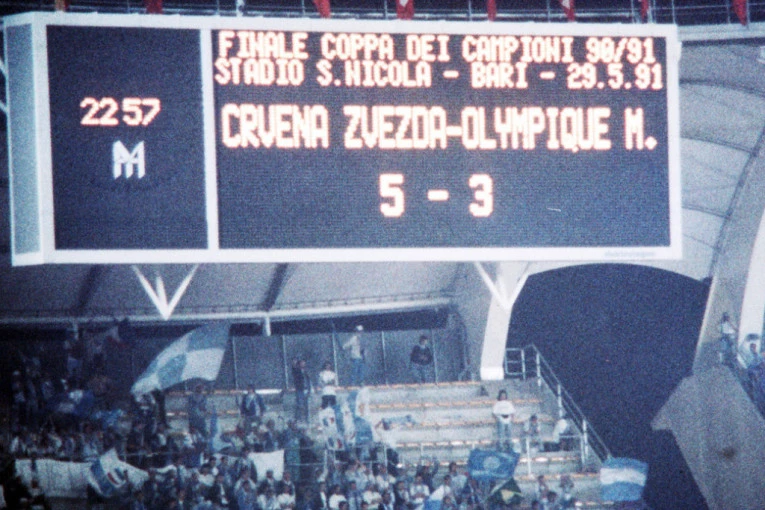 FINALE COPPA DEI CAMPIONI 90/91
STADIO S.NICOLA - BARI - 29.5.91
22 57
CRVENA ZVEZDA-OLYMPIQUE M.
5 - 3